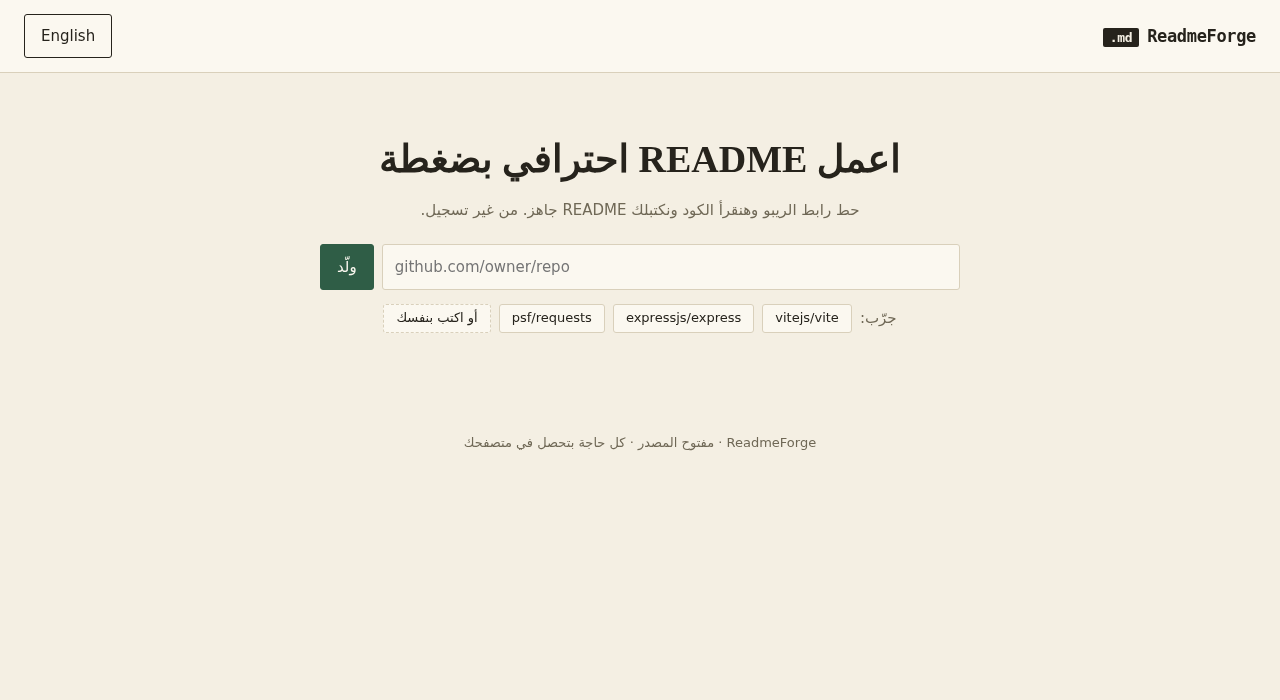 .md ReadmeForge
English
اعمل README احترافي بضغطة
حط رابط الريبو وهنقرأ الكود ونكتبلك README جاهز. من غير تسجيل.
github.com/owner/repo
ولّد
جرّب: vitejs/vite expressjs/express psf/requests أو اكتب بنفسك
ReadmeForge · مفتوح المصدر · كل حاجة بتحصل في متصفحك